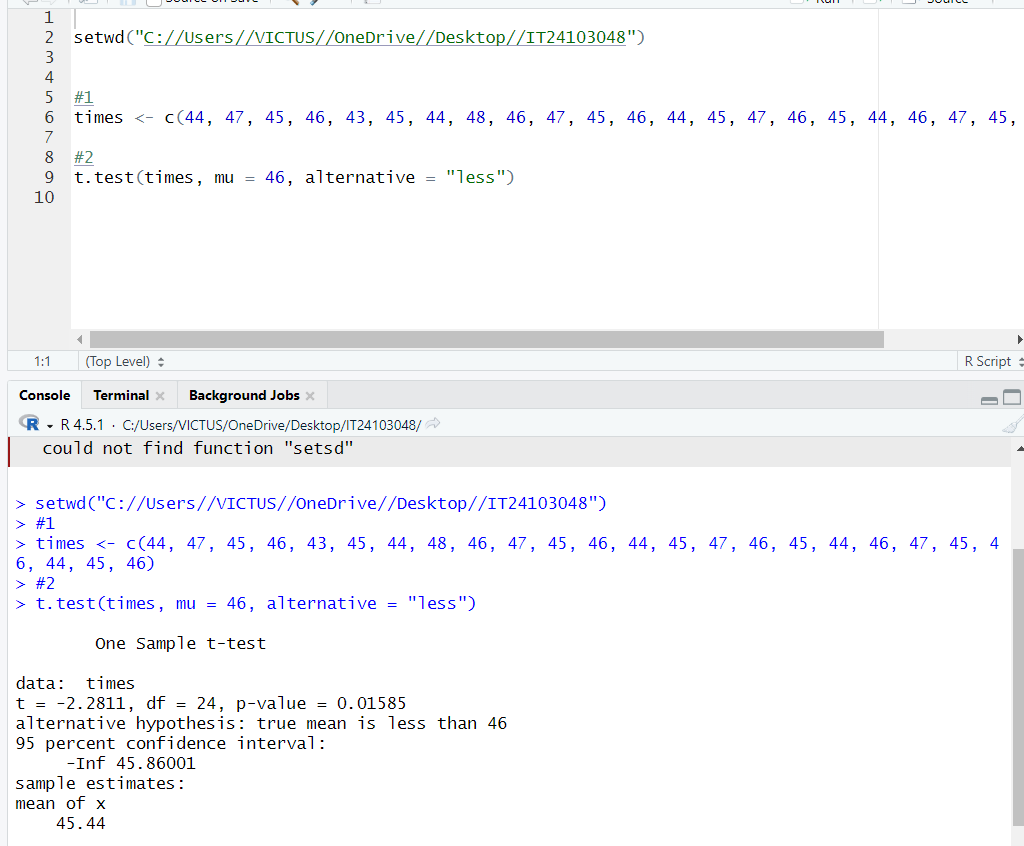 Source on Save
Run
Source
1
2 setwd("C://Users//VICTUS//OneDrive//Desktop//IT24103048")
3
4
5 #1
6 times <- c(44, 47, 45, 46, 43, 45, 44, 48, 46, 47, 45, 46, 44, 45, 47, 46, 45, 44, 46, 47, 45,
7
8 #2
9 t.test(times, mu = 46, alternative = "less")
10
1:1 (Top Level) R Script
Console Terminal Background Jobs
R 4.5.1 · C:/Users/VICTUS/OneDrive/Desktop/IT24103048/
could not find function "setsd"
> setwd("C://Users//VICTUS//OneDrive//Desktop//IT24103048")
> #1
> times <- c(44, 47, 45, 46, 43, 45, 44, 48, 46, 47, 45, 46, 44, 45, 47, 46, 45, 44, 46, 47, 45, 4
6, 44, 45, 46)
> #2
> t.test(times, mu = 46, alternative = "less")
One Sample t-test
data:  times
t = -2.2811, df = 24, p-value = 0.01585
alternative hypothesis: true mean is less than 46
95 percent confidence interval:
-Inf 45.86001
sample estimates:
mean of x
45.44